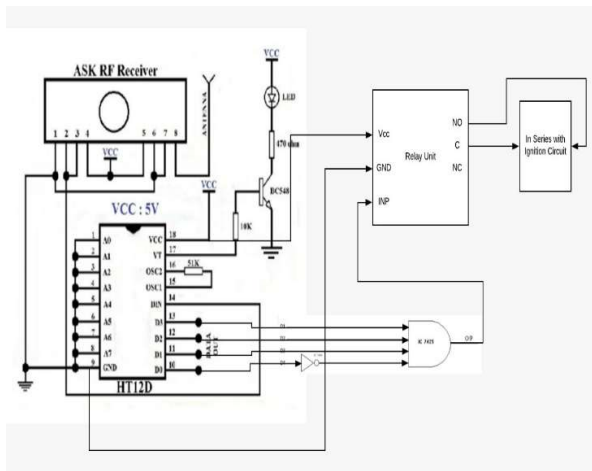 ASK RF Receiver
1 2 3 4 5 6 7 8
ANTENNA
VCC
VCC
LED
470 ohm
BC548
VCC
10K
VCC : 5V
1 A0
2 A1
3 A2
4 A3
5 A4
6 A5
7 A6
8 A7
9 GND
VCC 18
VT 17
OSC2 16
OSC1 15
DIN 14
D3 13
D2 12
D1 11
D0 10
51K
HT12D
DATA OUT
Vcc
GND
INP
Relay Unit
NO
C
NC
In Series with
Ignition Circuit
O/P